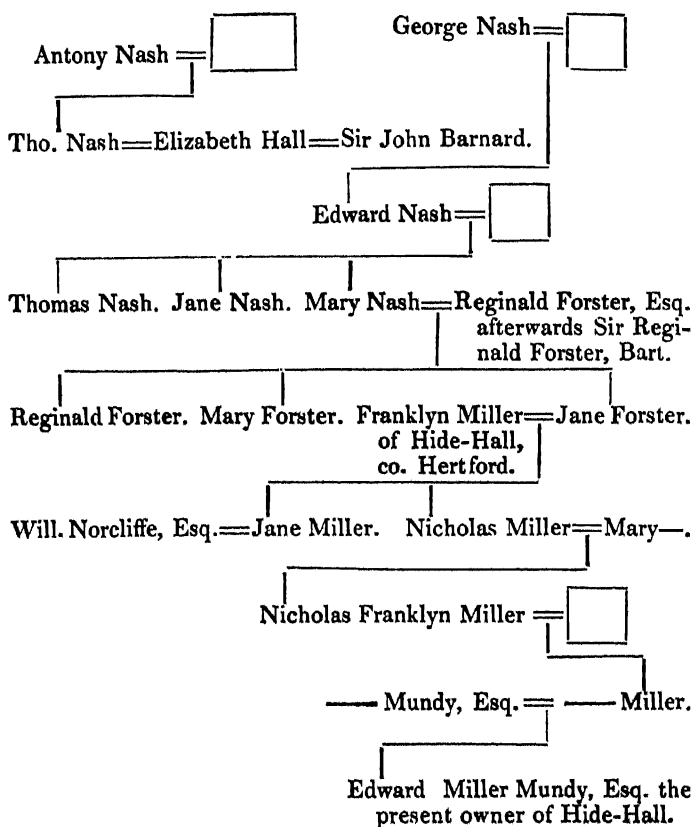 George Nash
Antony Nash
Tho. Nash Elizabeth Hall Sir John Barnard.
Edward Nash
Thomas Nash. Jane Nash. Mary Nash Reginald Forster, Esq.
afterwards Sir Regi-
nald Forster, Bart.
Reginald Forster. Mary Forster. Franklyn Miller Jane Forster.
of Hide-Hall,
co. Hertford.
Will. Norcliffe, Esq. Jane Miller. Nicholas Miller Mary—.
Nicholas Franklyn Miller
—— Mundy, Esq. —— Miller.
Edward Miller Mundy, Esq. the
present owner of Hide-Hall.